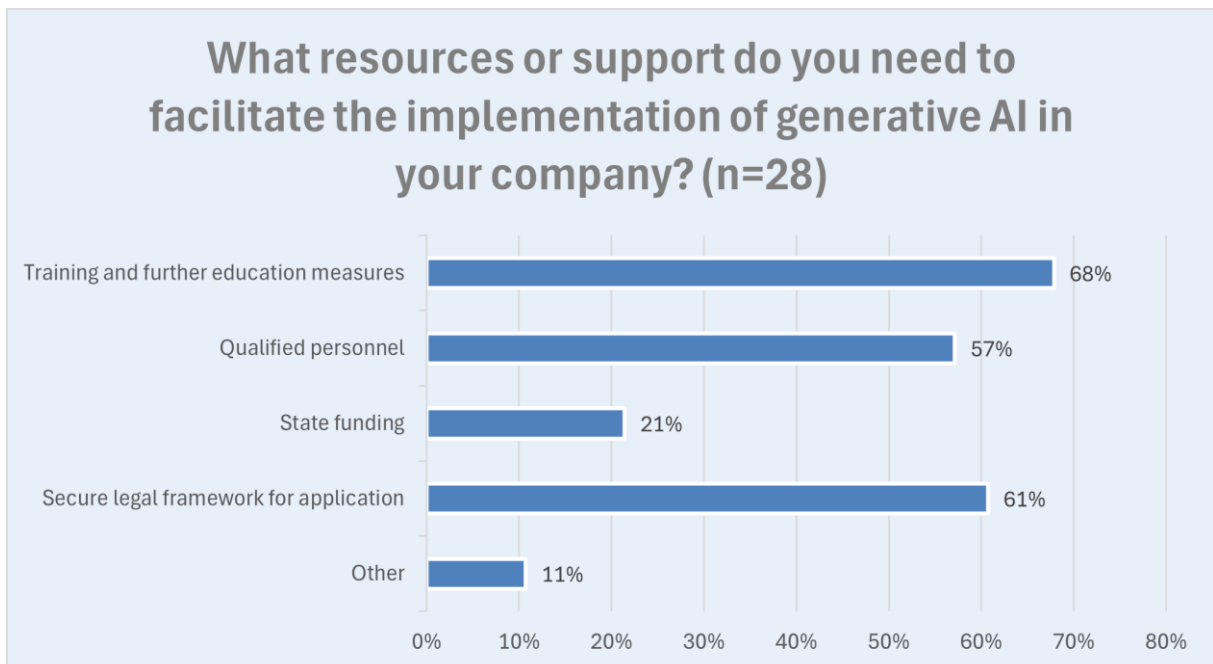 What resources or support do you need to
facilitate the implementation of generative AI in
your company? (n=28)
Training and further education measures 68%
Qualified personnel 57%
State funding 21%
Secure legal framework for application 61%
Other 11%
0% 10% 20% 30% 40% 50% 60% 70% 80%